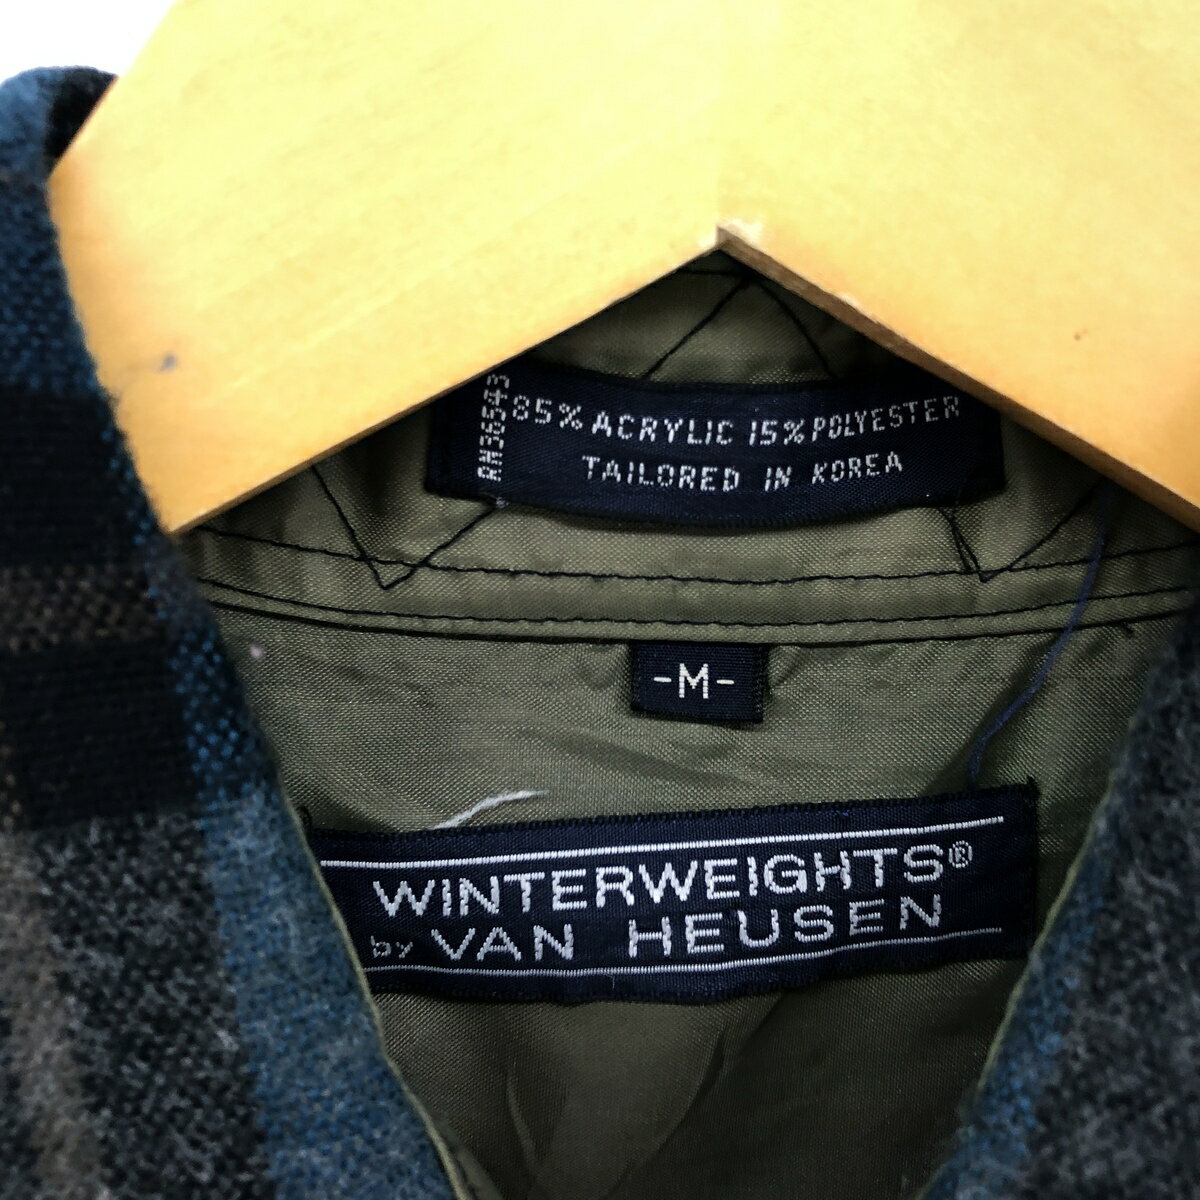 RN36543
85% ACRYLIC 15% POLYESTER
TAILORED IN KOREA
-M-
WINTERWEIGHTS®
by VAN HEUSEN